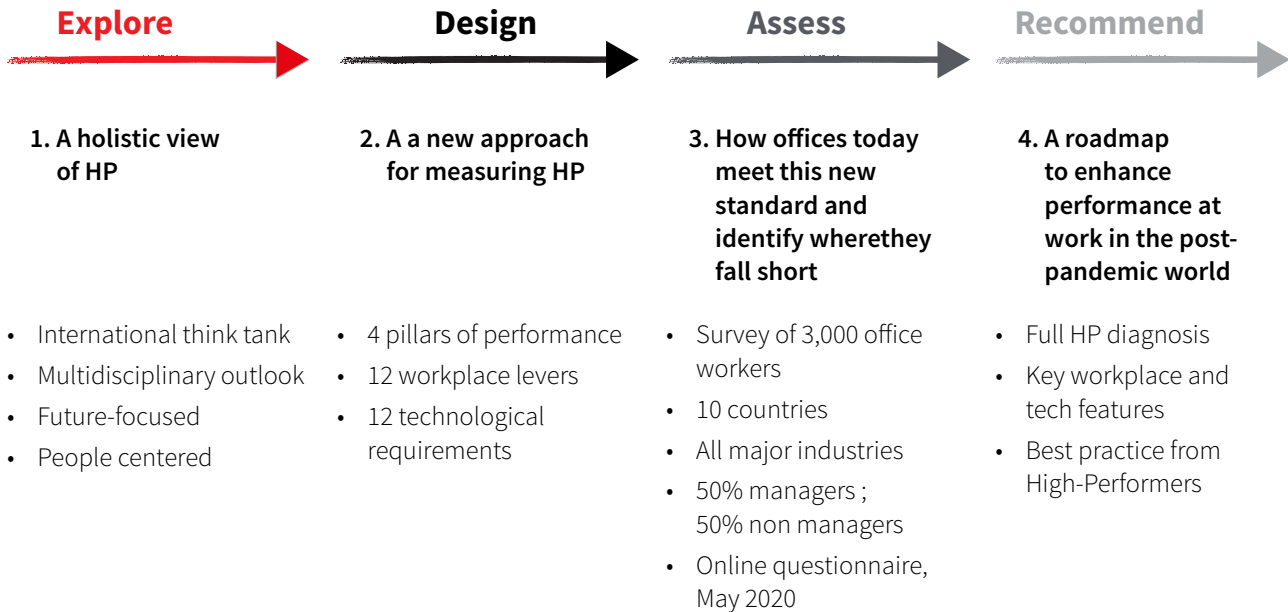 Explore
Design
Assess
Recommend
1. A holistic view
of HP
2. A a new approach
for measuring HP
3. How offices today
meet this new
standard and
identify wherethey
fall short
4. A roadmap
to enhance
performance at
work in the post-
pandemic world
• International think tank
• Multidisciplinary outlook
• Future-focused
• People centered
• 4 pillars of performance
• 12 workplace levers
• 12 technological
requirements
• Survey of 3,000 office
workers
• 10 countries
• All major industries
• 50% managers ;
50% non managers
• Online questionnaire,
May 2020
• Full HP diagnosis
• Key workplace and
tech features
• Best practice from
High-Performers